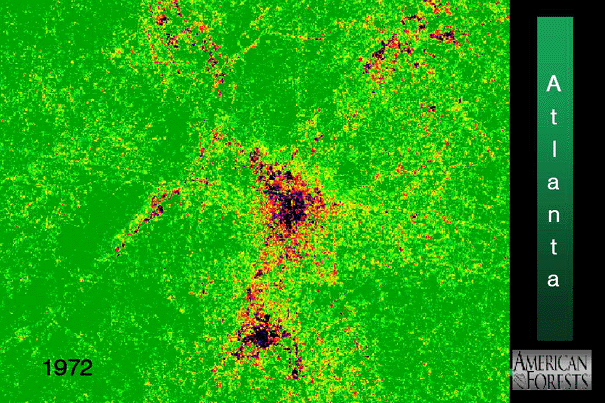 1972
Atlanta
AMERICAN
FORESTS